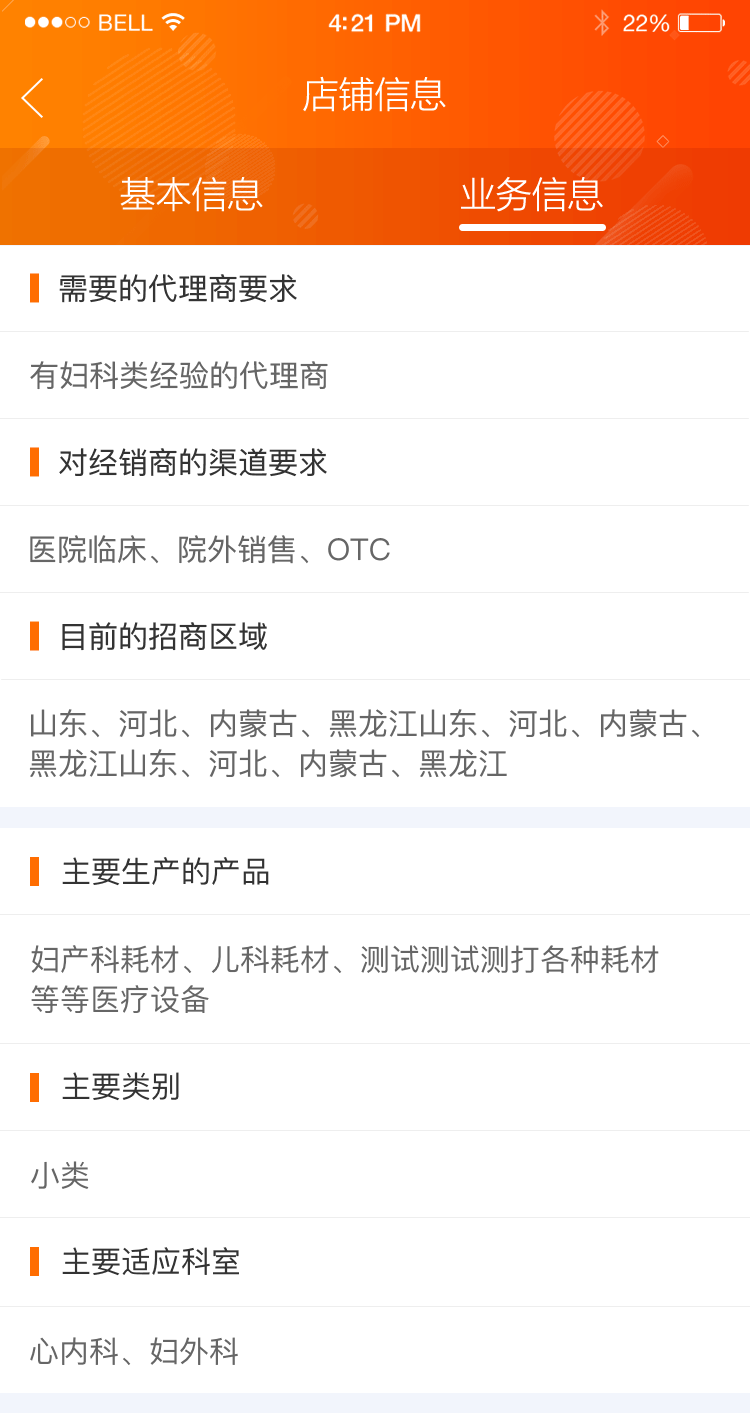 BELL 4:21 PM 22%
店铺信息
基本信息 业务信息
需要的代理商要求
有妇科类经验的代理商
对经销商的渠道要求
医院临床、院外销售、OTC
目前的招商区域
山东、河北、内蒙古、黑龙江山东、河北、内蒙古、
黑龙江山东、河北、内蒙古、黑龙江
主要生产的产品
妇产科耗材、儿科耗材、测试测试测打各种耗材
等等医疗设备
主要类别
小类
主要适应科室
心内科、妇外科